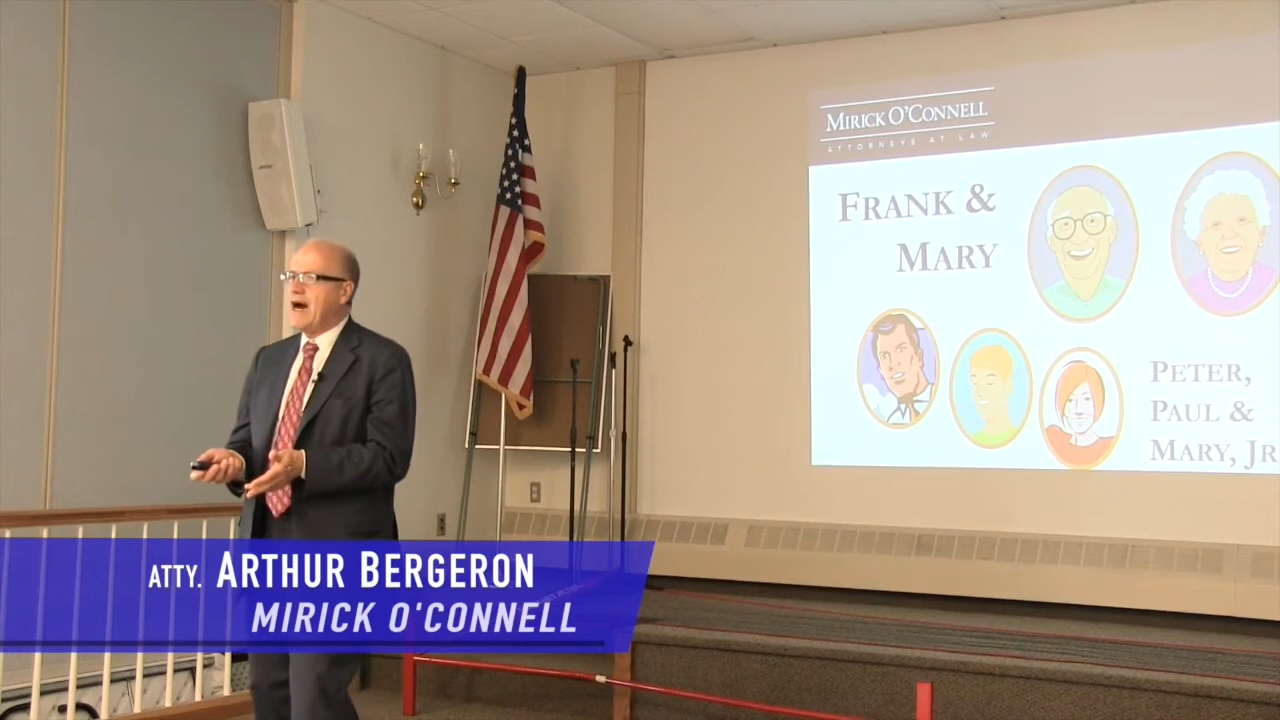 MIRICK O'CONNELL
ATTORNEYS AT LAW
FRANK &
MARY
PETER,
PAUL &
MARY, JR
ATTY. ARTHUR BERGERON
MIRICK O'CONNELL